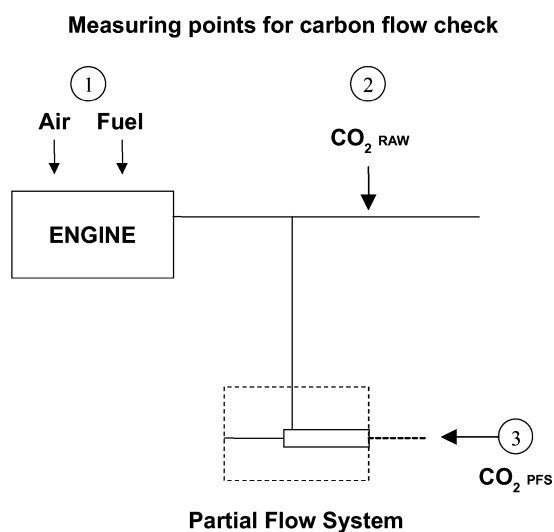 Measuring points for carbon flow check
1
2
Air Fuel
CO2 RAW
ENGINE
3
CO2 PFS
Partial Flow System